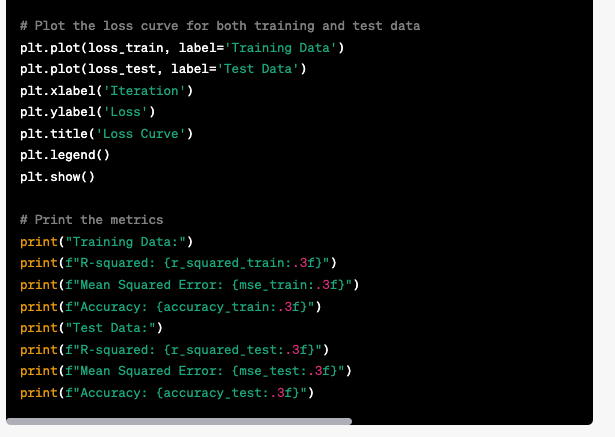 # Plot the loss curve for both training and test data
plt.plot(loss_train, label='Training Data')
plt.plot(loss_test, label='Test Data')
plt.xlabel('Iteration')
plt.ylabel('Loss')
plt.title('Loss Curve')
plt.legend()
plt.show()

# Print the metrics
print("Training Data:")
print(f"R-squared: {r_squared_train:.3f}")
print(f"Mean Squared Error: {mse_train:.3f}")
print(f"Accuracy: {accuracy_train:.3f}")
print("Test Data:")
print(f"R-squared: {r_squared_test:.3f}")
print(f"Mean Squared Error: {mse_test:.3f}")
print(f"Accuracy: {accuracy_test:.3f}")